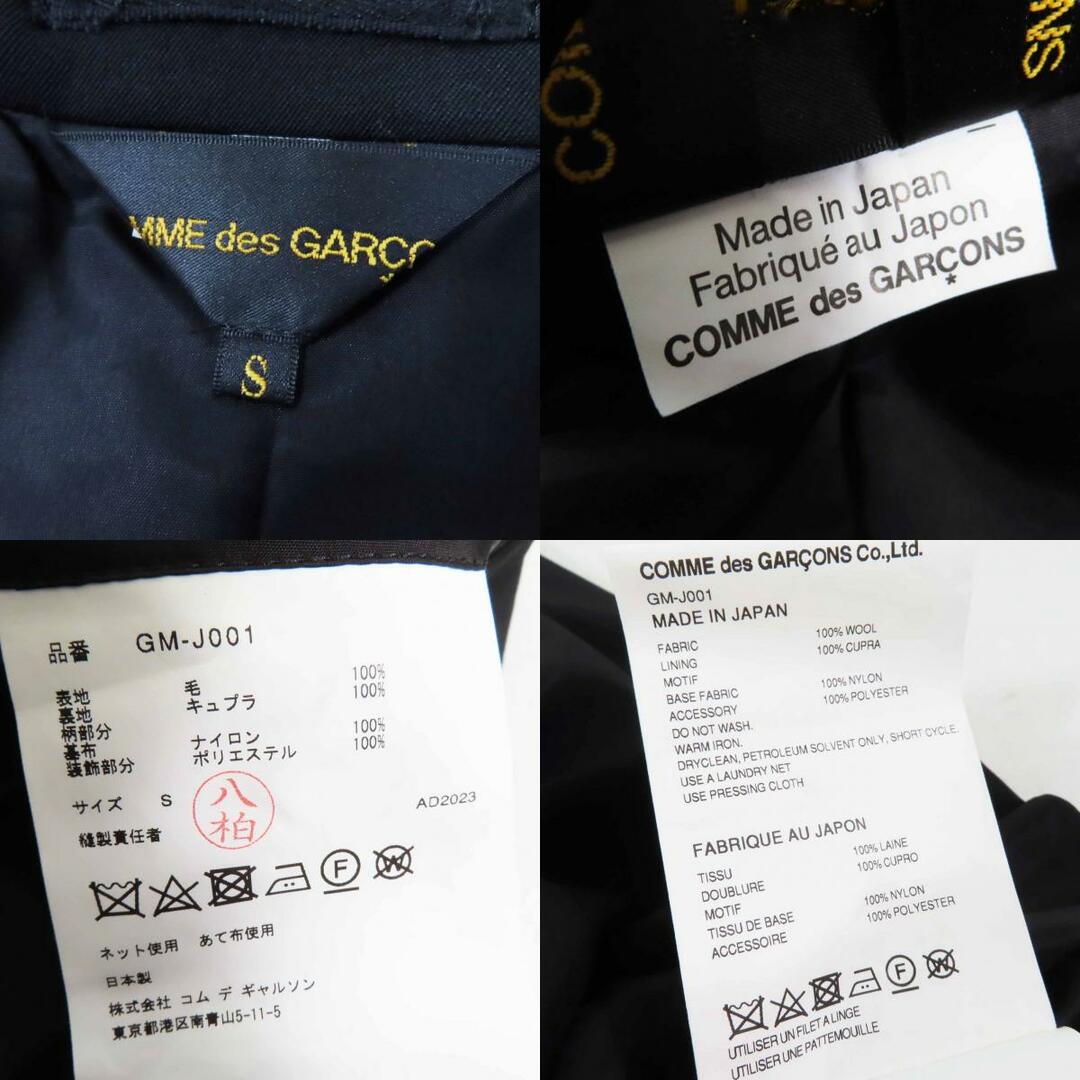 MME des GARÇO
S
CO
NS
Made in Japan
Fabriqué au Japon
COMME des GARÇONS
*
品番 GM-J001
表地 毛 100%
裏地 キュプラ 100%
柄部分
基布 ナイロン 100%
装飾部分 ポリエステル 100%
サイズ S
八柏
AD2023
縫製責任者
F
W
ネット使用 あて布使用
日本製
株式会社 コム デ ギャルソン
東京都港区南青山5-11-5
COMME des GARÇONS Co.,Ltd.
GM-J001
MADE IN JAPAN
FABRIC 100% WOOL
LINING 100% CUPRA
MOTIF
BASE FABRIC 100% NYLON
ACCESSORY 100% POLYESTER
DO NOT WASH.
WARM IRON.
DRYCLEAN, PETROLEUM SOLVENT ONLY, SHORT CYCLE.
USE A LAUNDRY NET
USE PRESSING CLOTH
FABRIQUE AU JAPON
TISSU 100% LAINE
DOUBLURE 100% CUPRO
MOTIF
TISSU DE BASE 100% NYLON
ACCESSOIRE 100% POLYESTER
F
W
UTILISER UN FILET A LINGE
UTILISER UNE PATTEMOUILLE